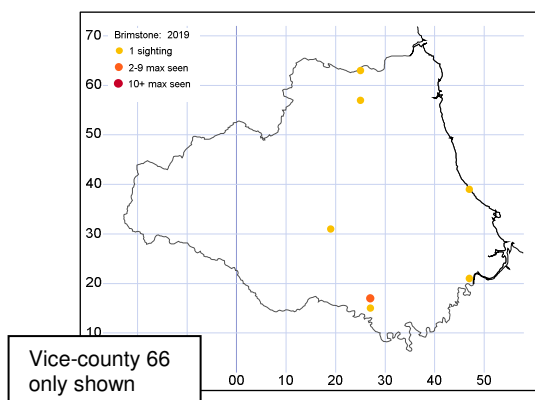 70
Brimstone: 2019
1 sighting
2-9 max seen
10+ max seen
60
50
40
30
20
10
Vice-county 66
only shown
00 10 20 30 40 50